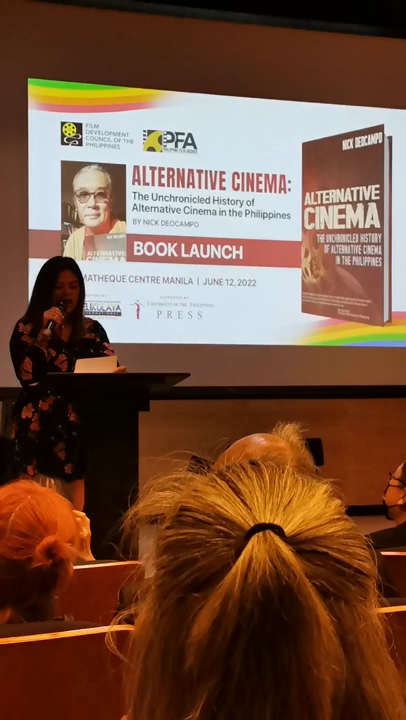 FILM
DEVELOPMENT
COUNCIL OF THE
PHILIPPINES
PFA
ALTERNATIVE CINEMA:
The Unchronicled History of
Alternative Cinema in the Philippines
BY NICK DEOCAMPO
BOOK LAUNCH
MATHEQUE CENTRE MANILA | JUNE 12, 2022
UNIVERSITY OF THE PHILIPPINES
PRESS
NICK DEOCAMPO
ALTERNATIVE
CINEMA
THE UNCHRONICLED HISTORY
OF ALTERNATIVE CINEMA
IN THE PHILIPPINES